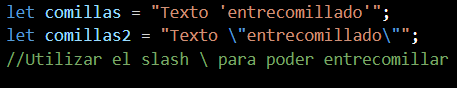 let comillas = "Texto 'entrecomillado'";
let comillas2 = "Texto \"entrecomillado\"";
//Utilizar el slash \ para poder entrecomillar